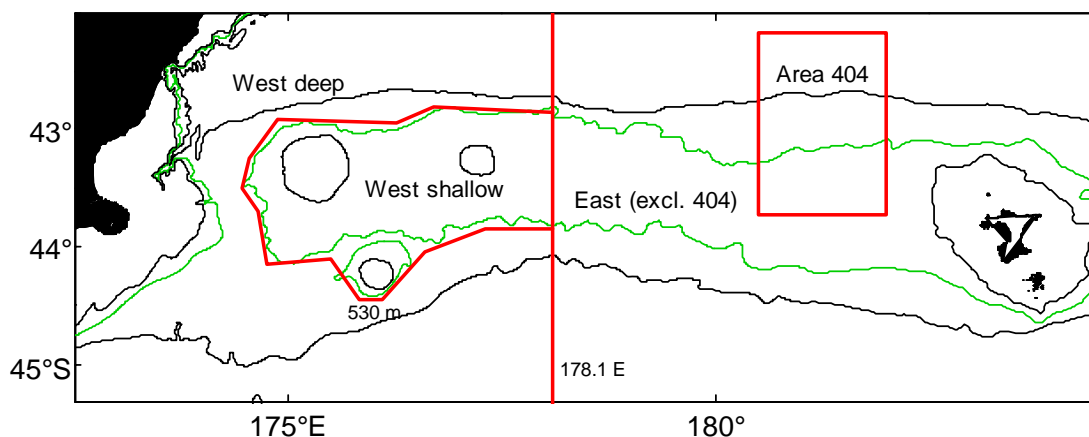 West deep
Area 404
43°
West shallow
East (excl. 404)
44°
530 m
45°S
178.1 E
175°E
180°